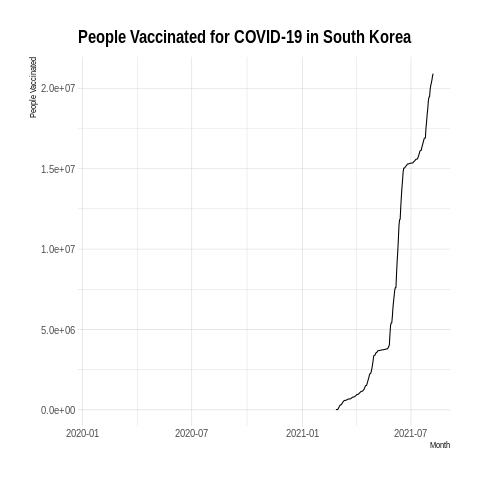 People Vaccinated for COVID-19 in South Korea
People Vaccinated
2.0e+07
1.5e+07
1.0e+07
5.0e+06
0.0e+00
2020-01 2020-07 2021-01 2021-07
Month